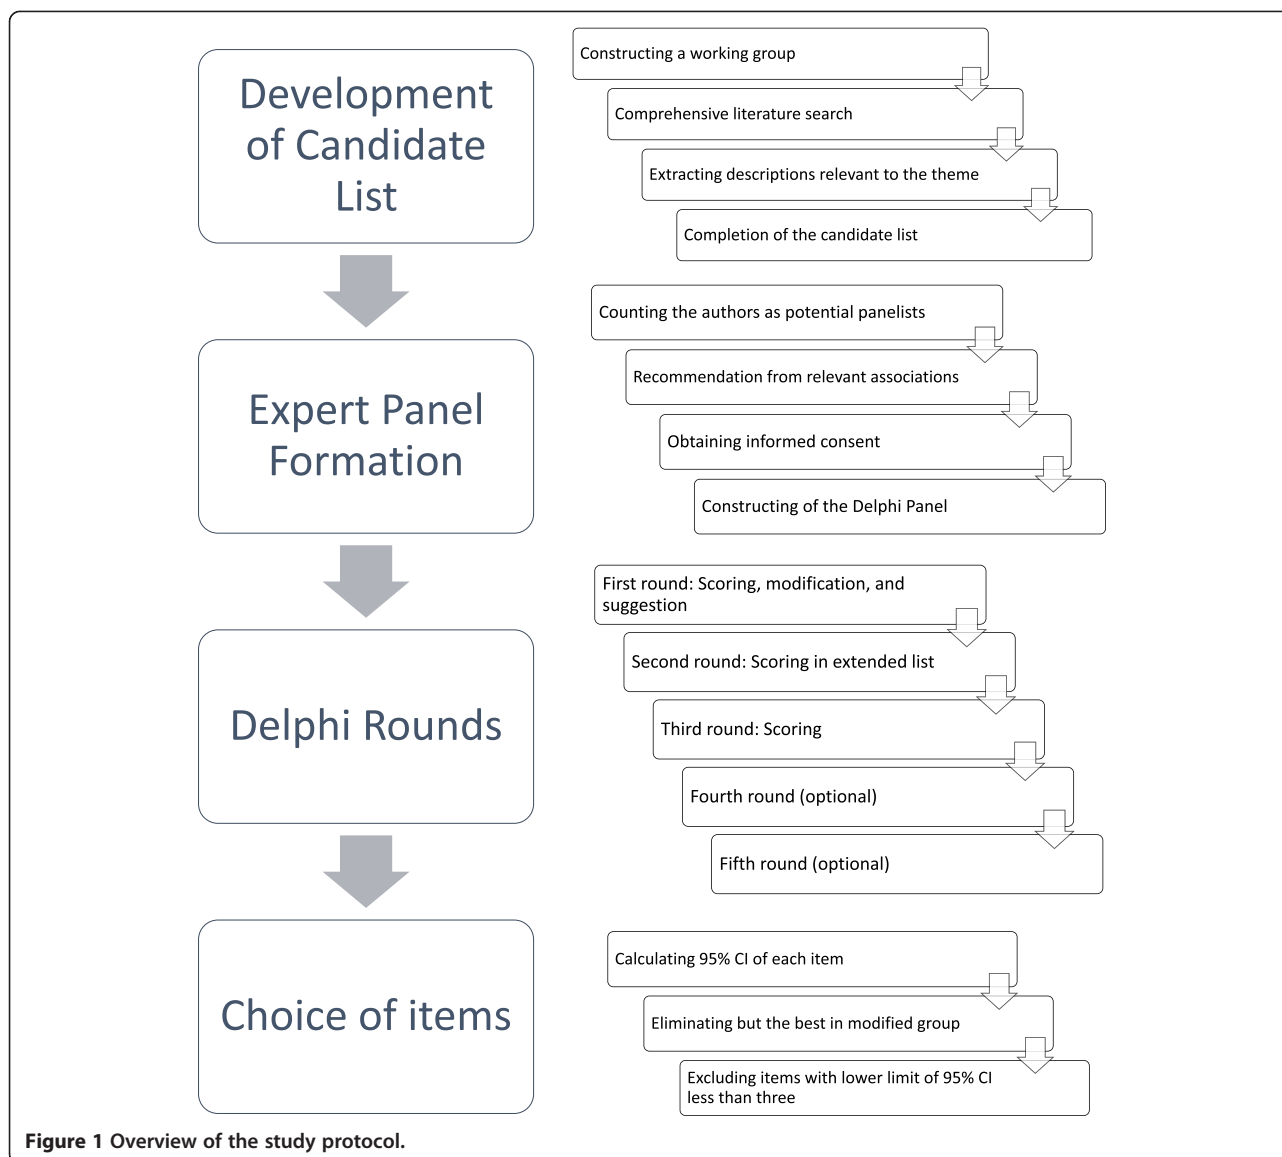 Development
of Candidate
List
Constructing a working group
Comprehensive literature search
Extracting descriptions relevant to the theme
Completion of the candidate list
Expert Panel
Formation
Counting the authors as potential panelists
Recommendation from relevant associations
Obtaining informed consent
Constructing of the Delphi Panel
Delphi Rounds
First round: Scoring, modification, and
suggestion
Second round: Scoring in extended list
Third round: Scoring
Fourth round (optional)
Fifth round (optional)
Choice of items
Calculating 95% CI of each item
Eliminating but the best in modified group
Excluding items with lower limit of 95% CI
less than three
Figure 1 Overview of the study protocol.